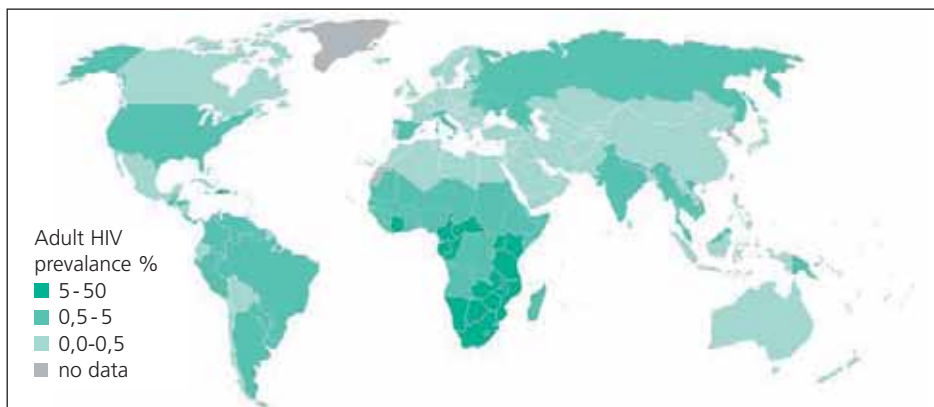 Adult HIV
prevalance %
5-50
0,5-5
0,0-0,5
no data